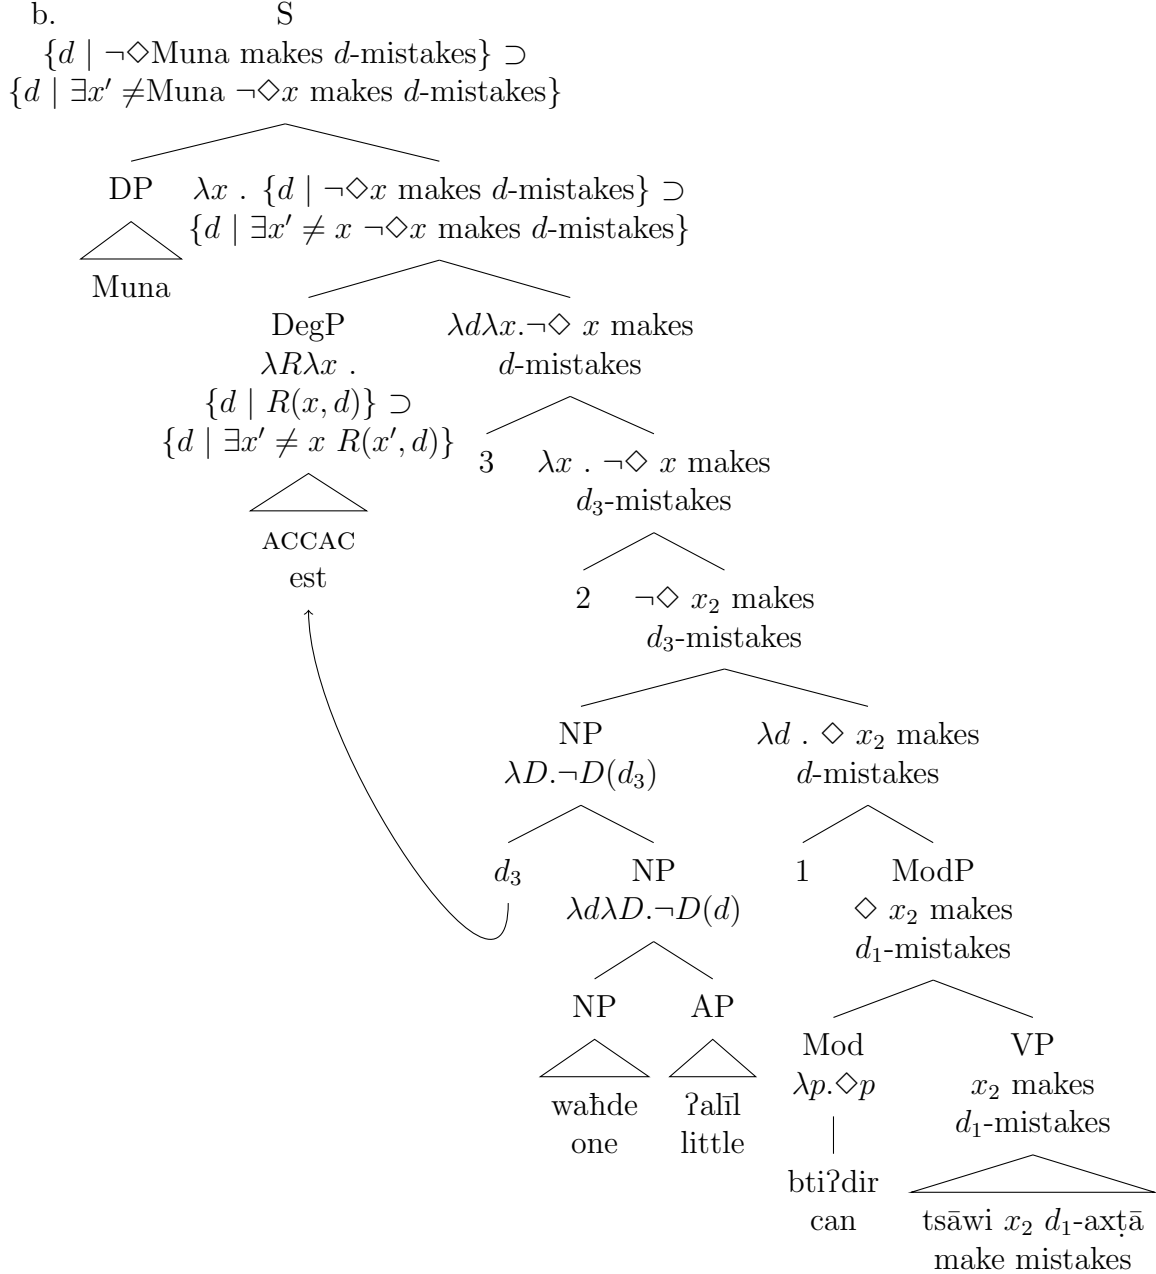 b. S
{d | ¬◇Muna makes d-mistakes} ⊃
{d | ∃x′ ≠Muna ¬◇x makes d-mistakes}
DP
λx . {d | ¬◇x makes d-mistakes} ⊃
{d | ∃x′ ≠ x ¬◇x makes d-mistakes}
Muna
DegP
λRλx .
{d | R(x, d)} ⊃
{d | ∃x′ ≠ x R(x′, d)}
ACCAC
est
λdλx.¬◇ x makes
d-mistakes
3
λx . ¬◇ x makes
d₃-mistakes
2
¬◇ x₂ makes
d₃-mistakes
NP
λD.¬D(d₃)
λd . ◇ x₂ makes
d-mistakes
d₃
NP
λdλD.¬D(d)
1
ModP
◇ x₂ makes
d₁-mistakes
NP
AP
waħde
one
ʔalīl
little
Mod
λp.◇p
VP
x₂ makes
d₁-mistakes
btiʔdir
can
tsāwi x₂ d₁-axṭā
make mistakes